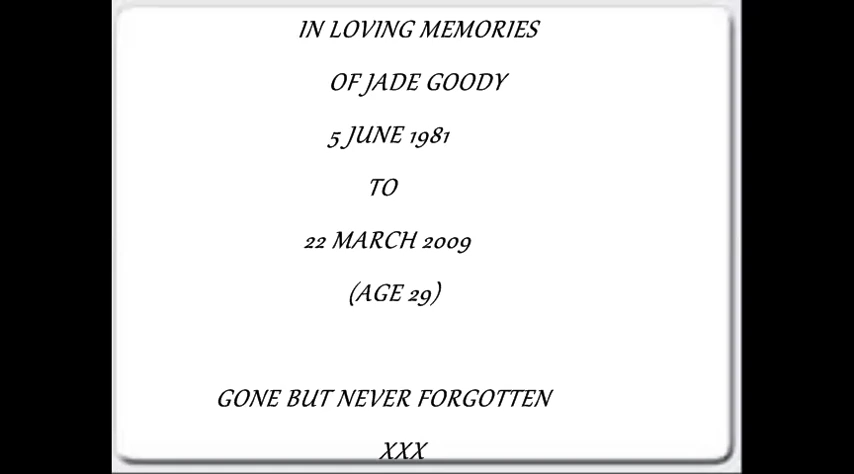 IN LOVING MEMORIES
OF JADE GOODY
5 JUNE 1981
TO
22 MARCH 2009
(AGE 29)
GONE BUT NEVER FORGOTTEN
XXX